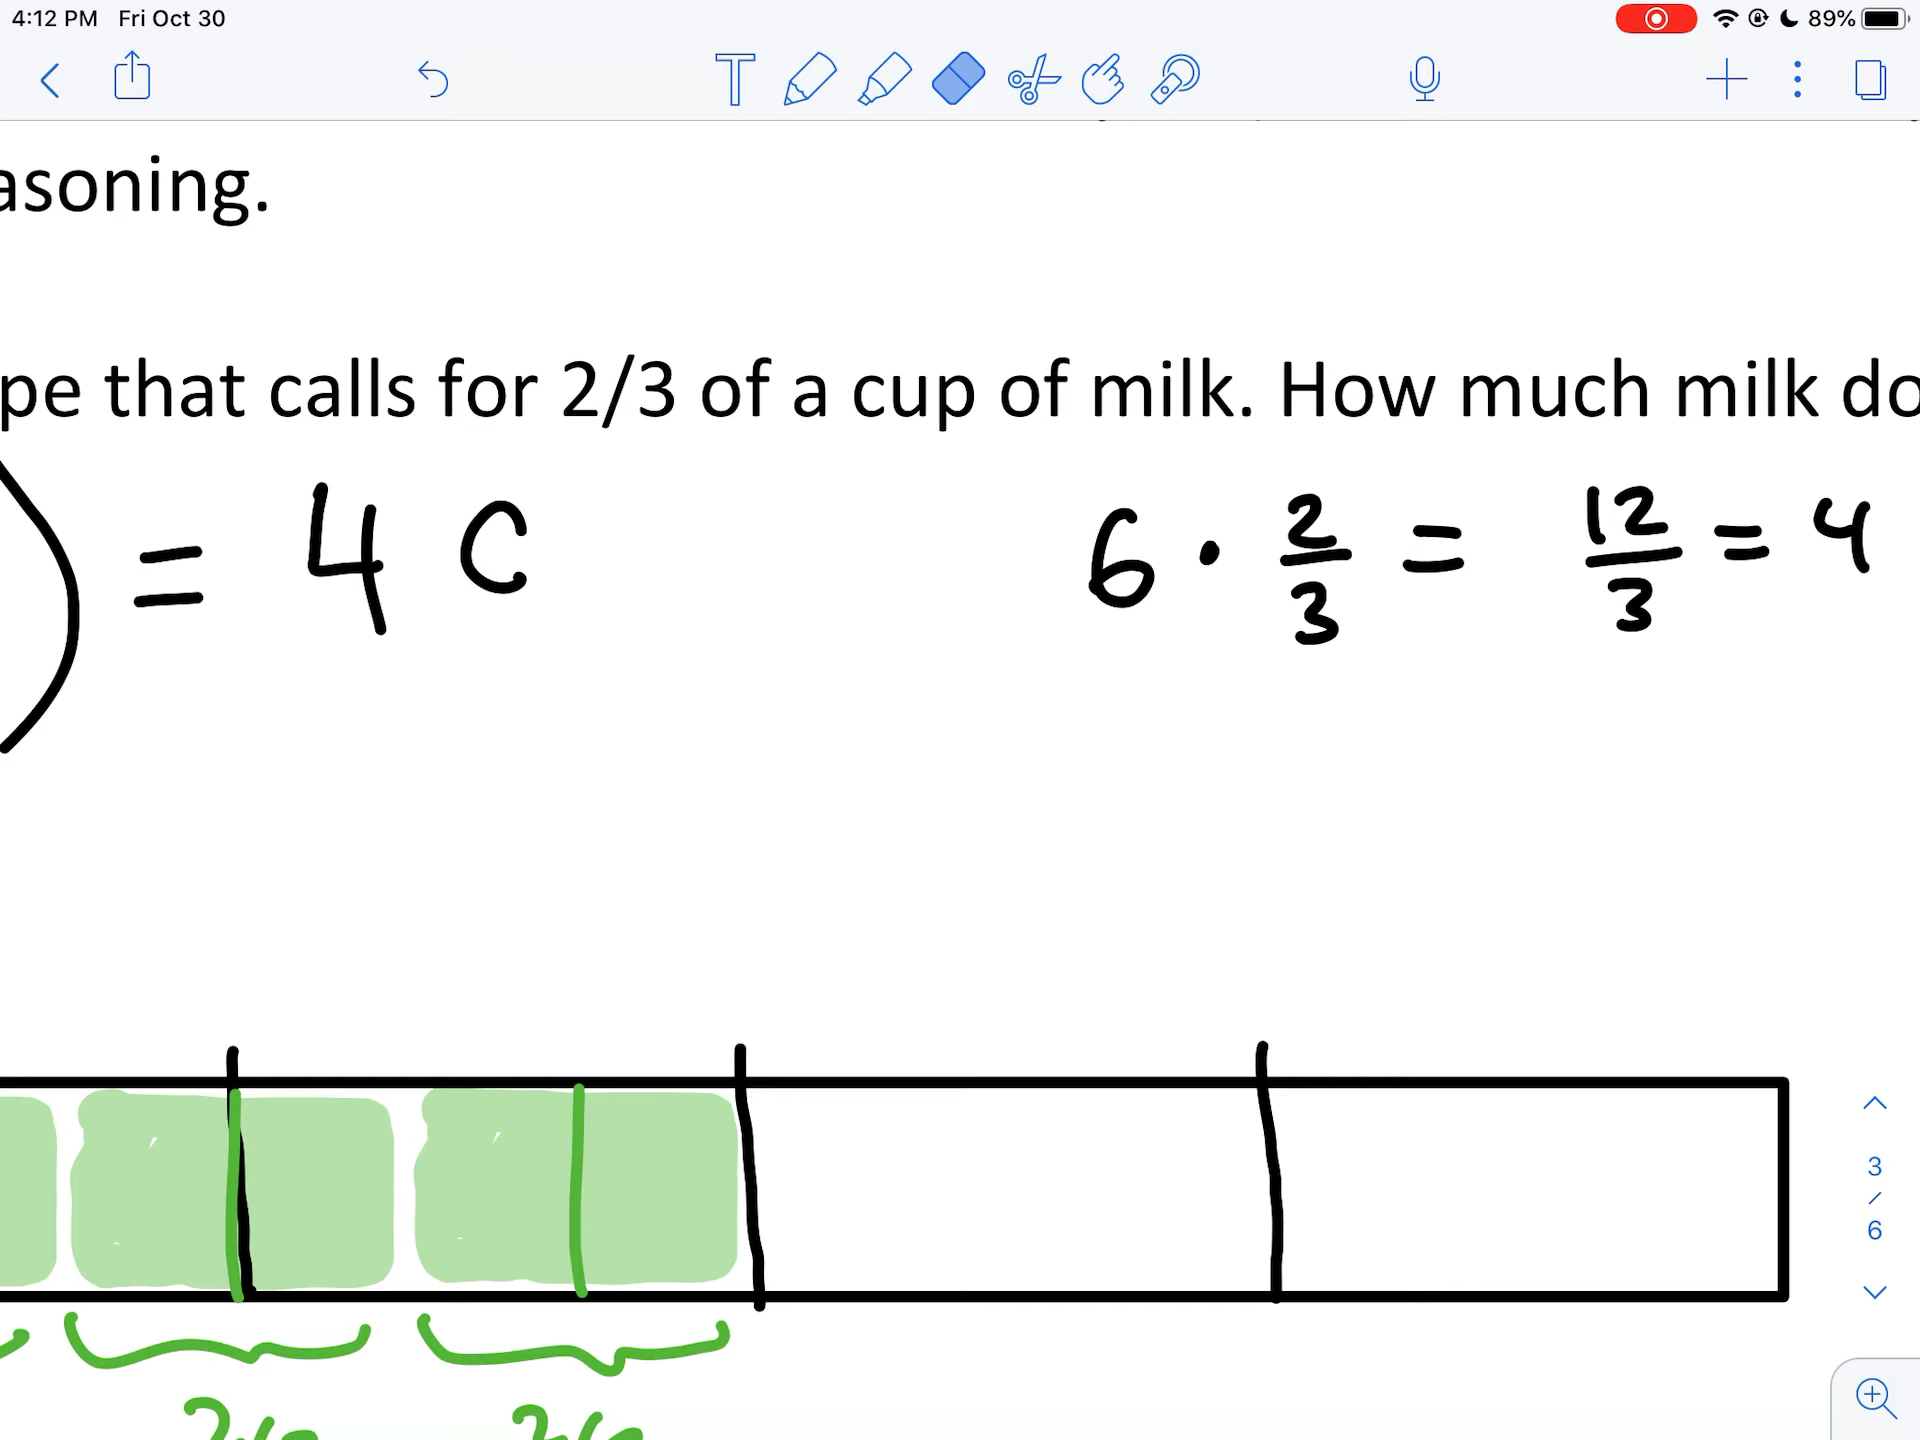 4:12 PM Fri Oct 30
89%
asoning.
pe that calls for 2/3 of a cup of milk. How much milk do
) = 4 C
6 · 2/3 = 12/3 = 4
3
/
6